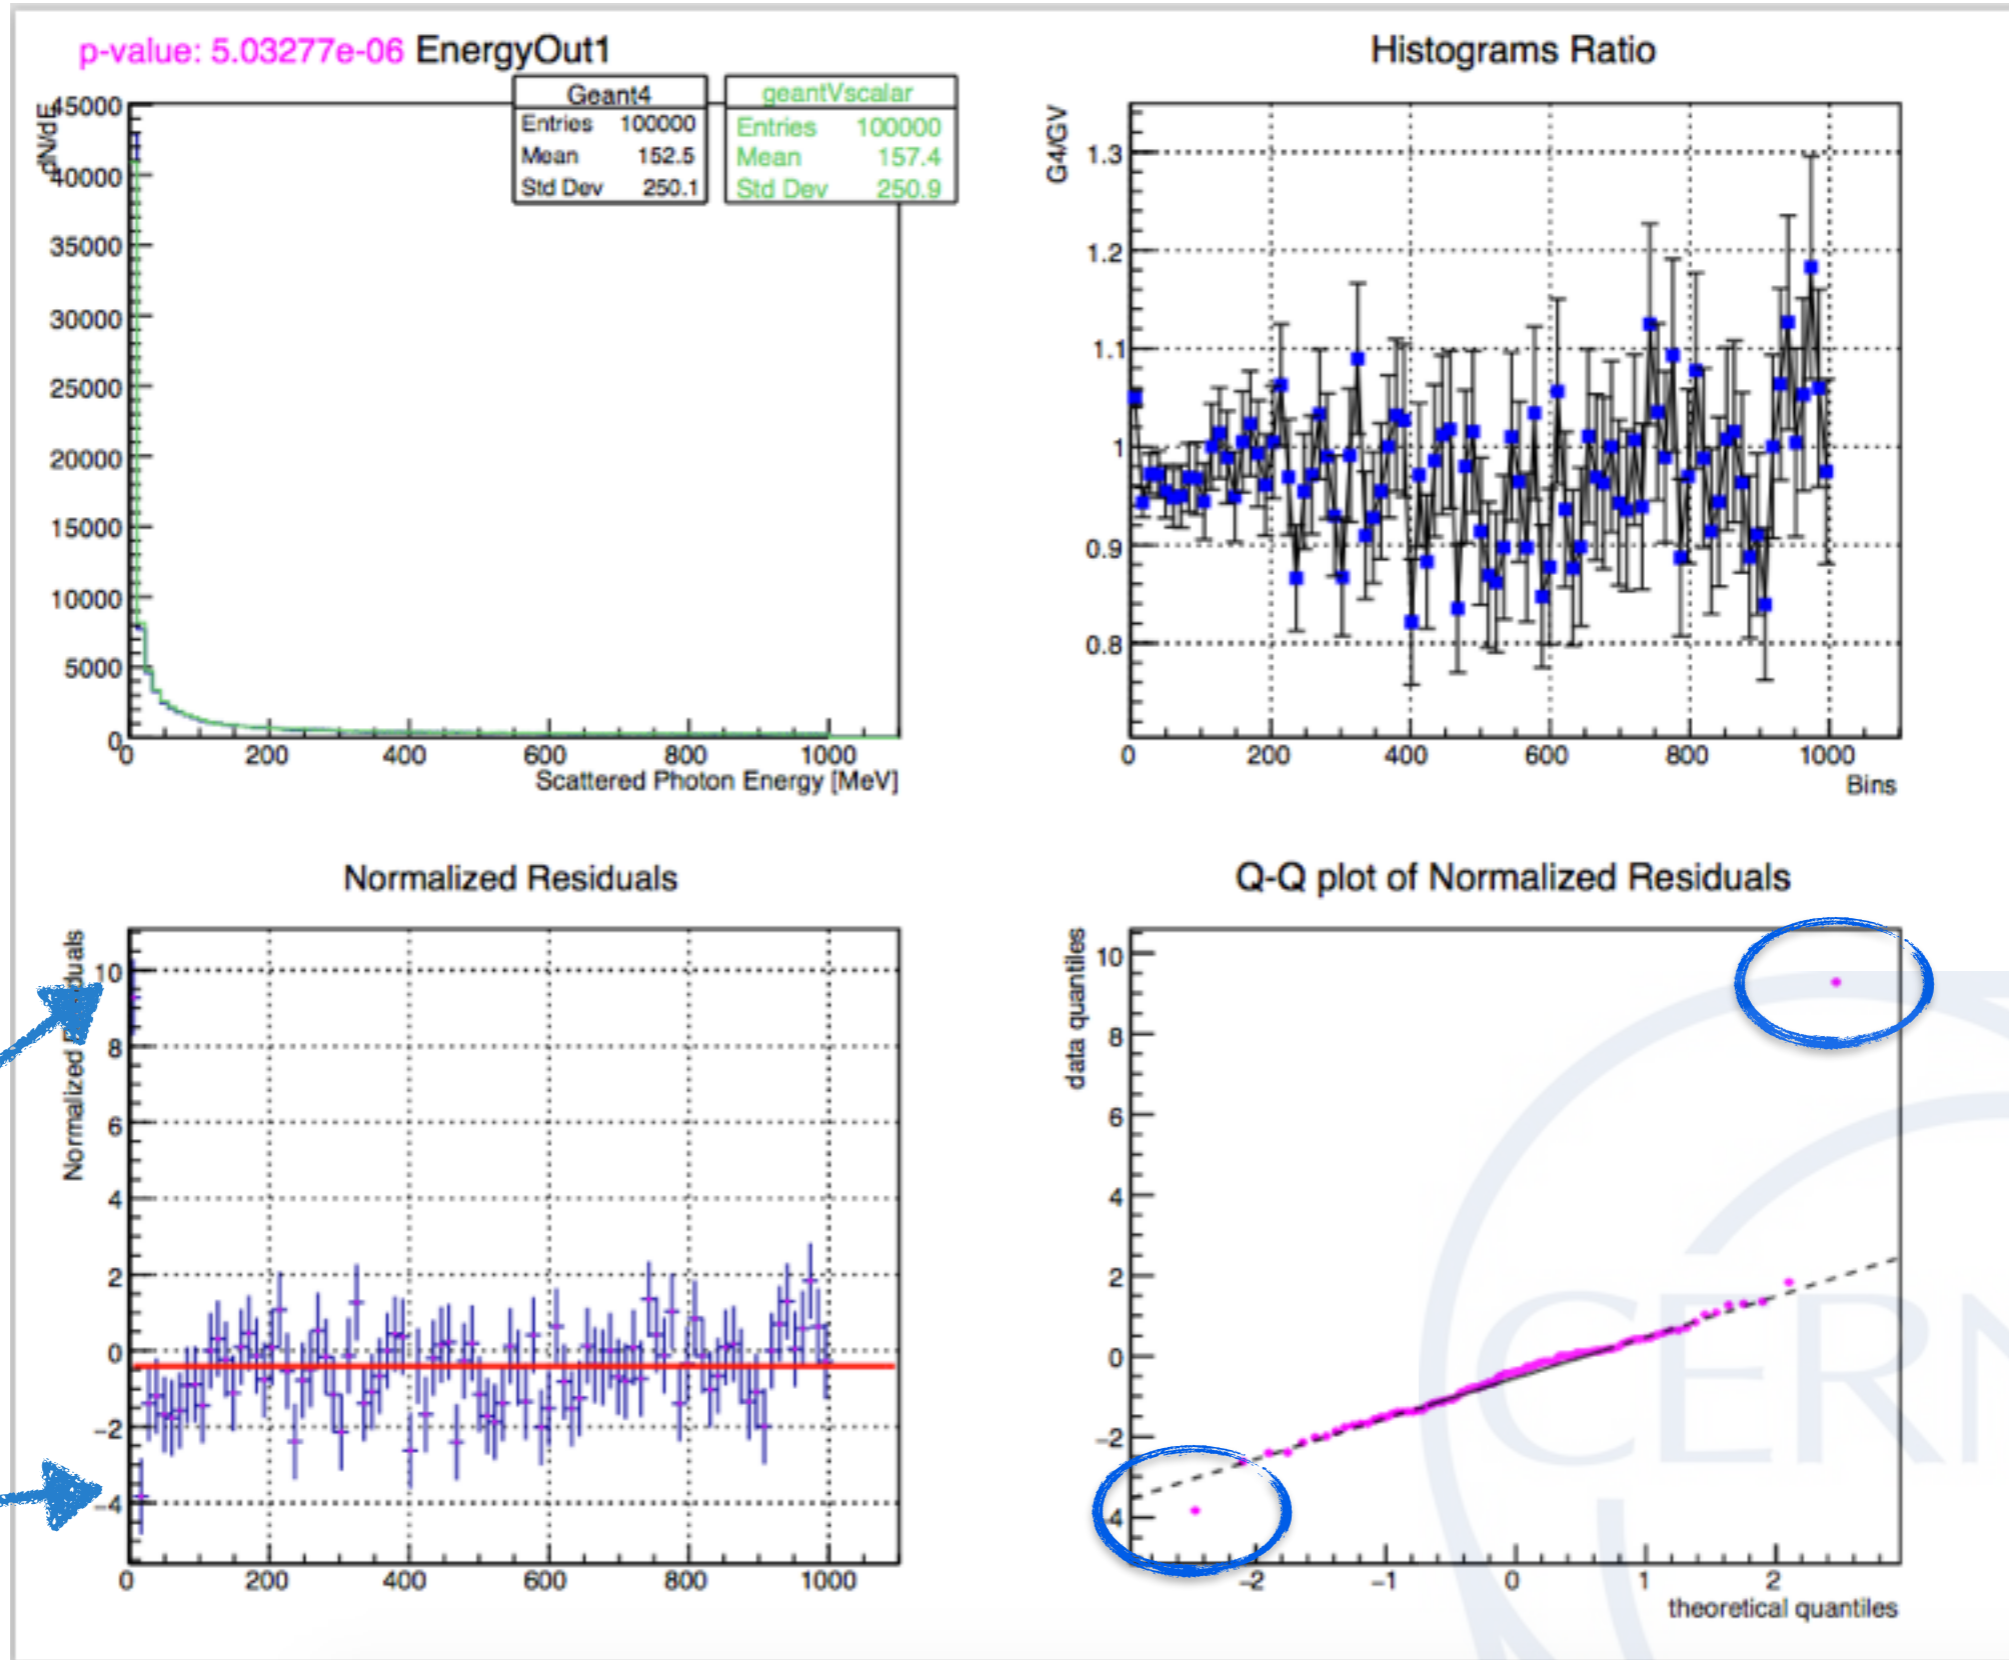 p-value: 5.03277e-06 EnergyOut1
dN/dE
45000
40000
35000
30000
25000
20000
15000
10000
5000
0
Geant4
Entries 100000
Mean 152.5
Std Dev 250.1
geantVscalar
Entries 100000
Mean 157.4
Std Dev 250.9
0 200 400 600 800 1000
Scattered Photon Energy [MeV]
Histograms Ratio
G4/GV
1.3
1.2
1.1
1
0.9
0.8
0 200 400 600 800 1000
Bins
Normalized Residuals
Normalized Residuals
10
8
6
4
2
0
−2
−4
0 200 400 600 800 1000
Q-Q plot of Normalized Residuals
data quantiles
10
8
6
4
2
0
−2
−4
−2 −1 0 1 2
theoretical quantiles
CERN